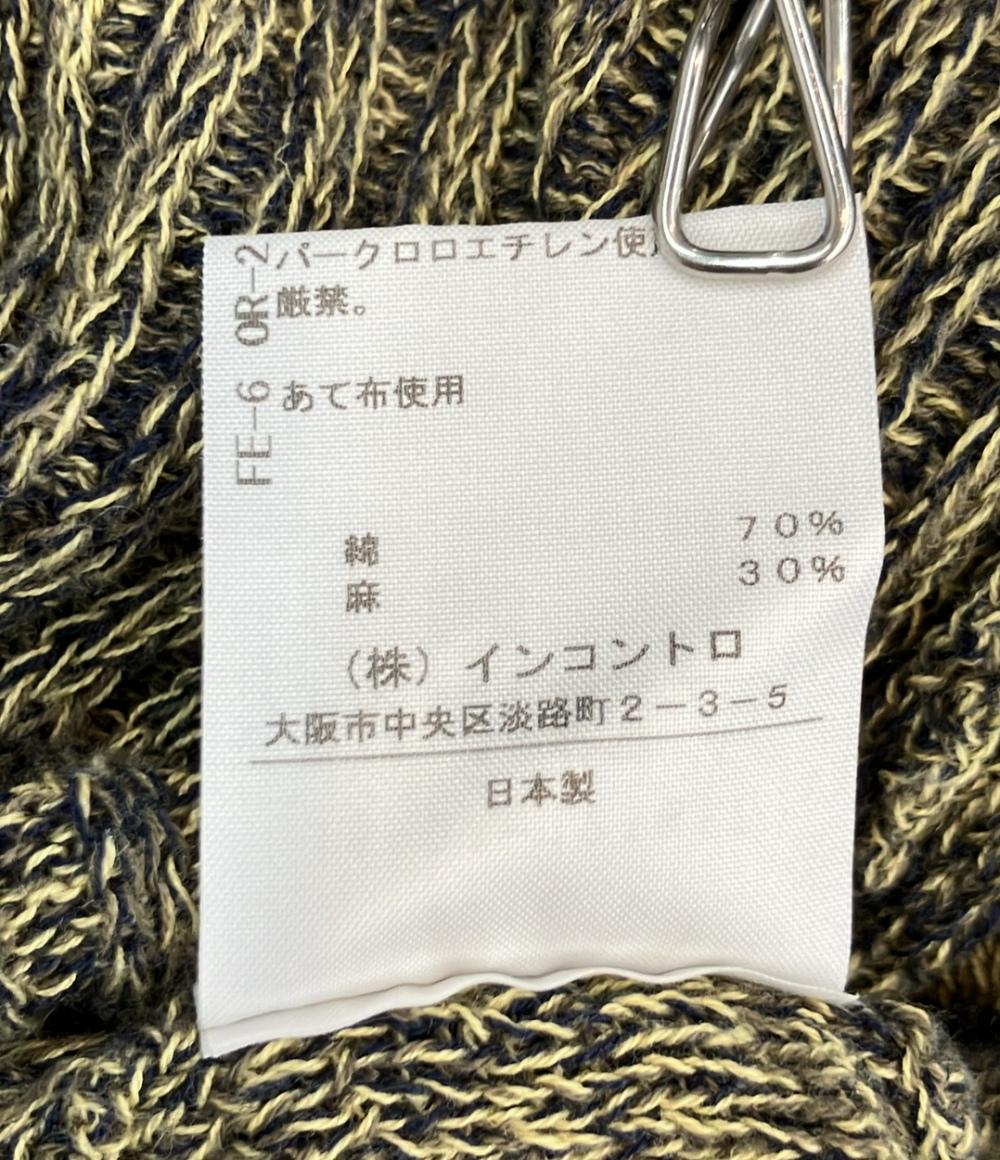 パークロロエチレン使
厳禁。
あて布使用
OR-2
FE-6
綿 70%
麻 30%
(株) インコントロ
大阪市中央区淡路町2-3-5
日本製